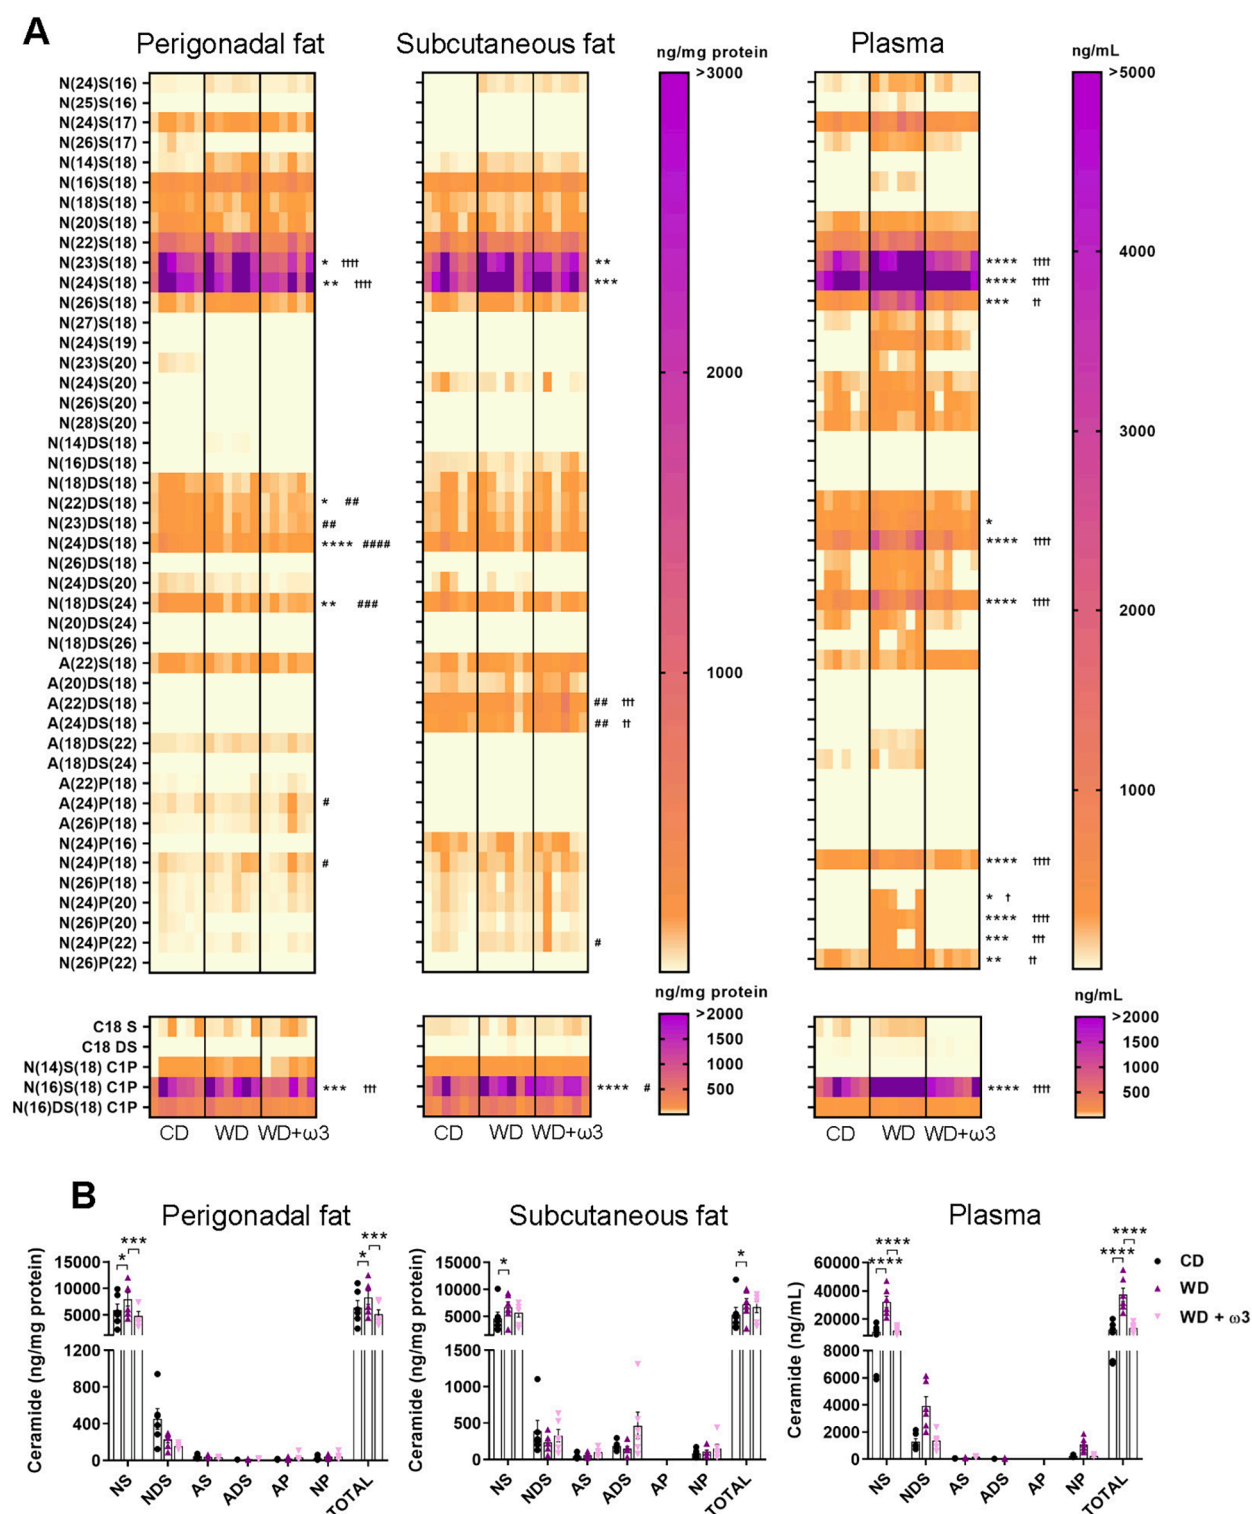 A
Perigonadal fat
Subcutaneous fat
Plasma
ng/mg protein
ng/mL
N(24)S(16)
N(25)S(16)
N(24)S(17)
N(26)S(17)
N(14)S(18)
N(16)S(18)
N(18)S(18)
N(20)S(18)
N(22)S(18)
N(23)S(18)
N(24)S(18)
N(26)S(18)
N(27)S(18)
N(24)S(19)
N(23)S(20)
N(24)S(20)
N(26)S(20)
N(28)S(20)
N(14)DS(18)
N(16)DS(18)
N(18)DS(18)
N(22)DS(18)
N(23)DS(18)
N(24)DS(18)
N(26)DS(18)
N(24)DS(20)
N(18)DS(24)
N(20)DS(24)
N(18)DS(26)
A(22)S(18)
A(20)DS(18)
A(22)DS(18)
A(24)DS(18)
A(18)DS(22)
A(18)DS(24)
A(22)P(18)
A(24)P(18)
A(26)P(18)
N(24)P(16)
N(24)P(18)
N(26)P(18)
N(24)P(20)
N(26)P(20)
N(24)P(22)
N(26)P(22)
* ††††
** ††††
* ##
##
**** ####
** ###
#
#
**
***
## †††
## ††
#
>3000
2000
1000
**** ††††
**** ††††
*** ††
*
**** ††††
**** ††††
**** ††††
* †
**** ††††
*** †††
** ††
>5000
4000
3000
2000
1000
C18 S
C18 DS
N(14)S(18) C1P
N(16)S(18) C1P
N(16)DS(18) C1P
*** †††
**** #
**** ††††
ng/mg protein
>2000
1500
1000
500
ng/mL
>2000
1500
1000
500
CD WD WD+ω3
CD WD WD+ω3
CD WD WD+ω3
B
Perigonadal fat
Ceramide (ng/mg protein)
15000
10000
5000
1200
800
400
0
* ***
* ***
NS NDS AS ADS AP NP TOTAL
Subcutaneous fat
Ceramide (ng/mg protein)
15000
10000
5000
1500
1000
500
0
*
*
NS NDS AS ADS AP NP TOTAL
Plasma
Ceramide (ng/mL)
60000
40000
20000
8000
6000
4000
2000
0
****
****
****
****
NS NDS AS ADS AP NP TOTAL
CD
WD
WD + ω3